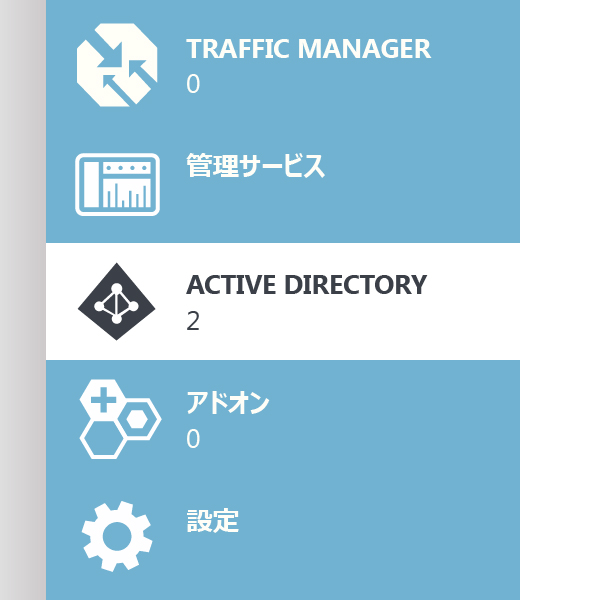 TRAFFIC MANAGER
0
管理サービス
ACTIVE DIRECTORY
2
アドオン
0
設定